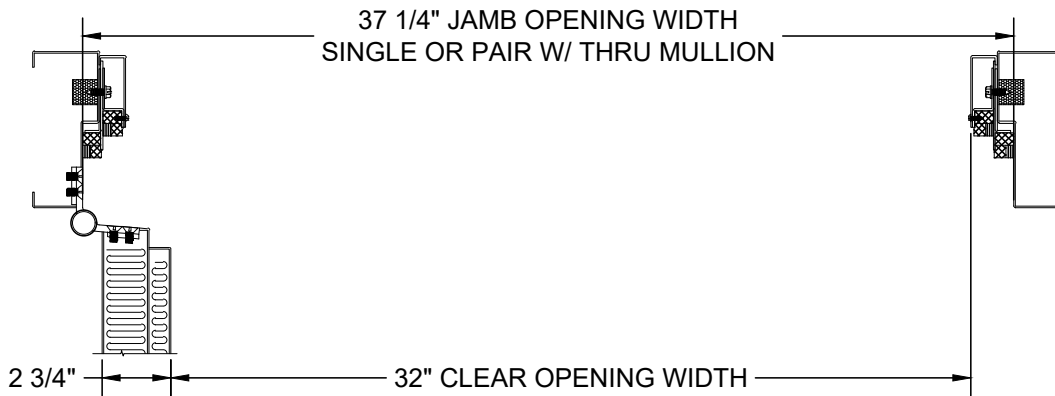 37 1/4" JAMB OPENING WIDTH
SINGLE OR PAIR W/ THRU MULLION
2 3/4"
32" CLEAR OPENING WIDTH